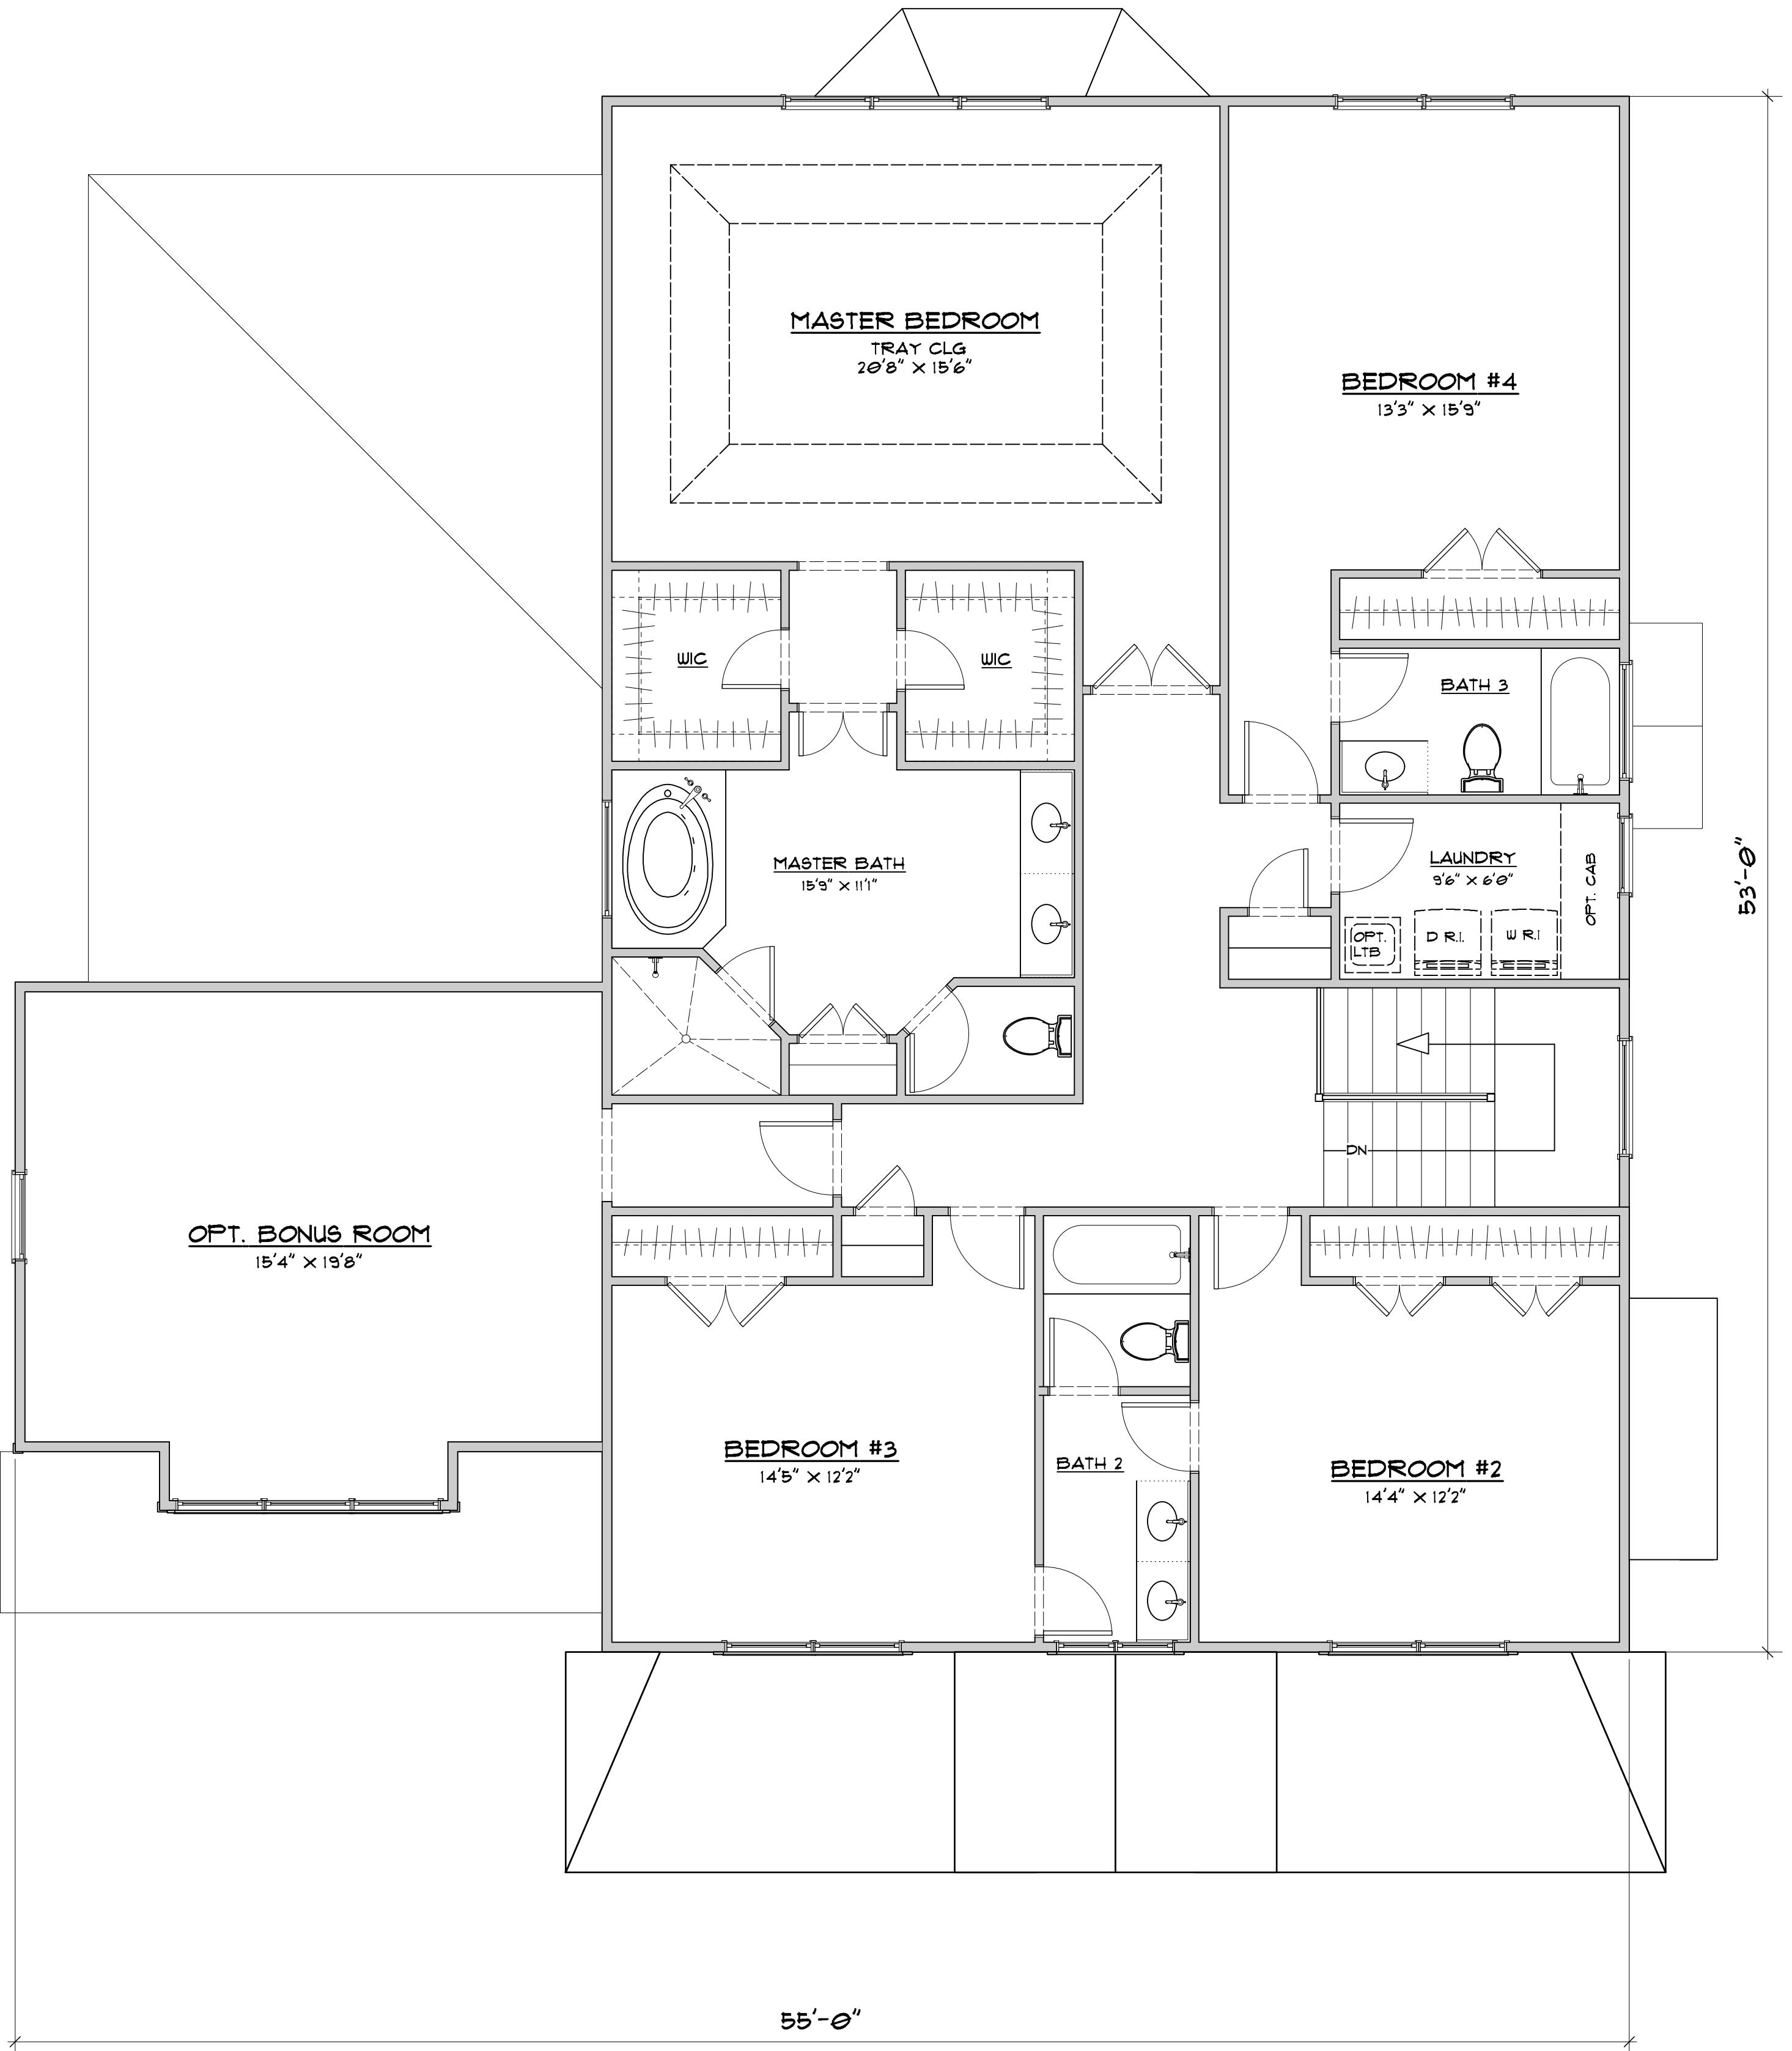 MASTER BEDROOM
TRAY CLG
20'8" X 15'6"
BEDROOM #4
13'3" X 15'9"
WIC
WIC
BATH 3
MASTER BATH
15'9" X 11'1"
LAUNDRY
9'6" X 6'0"
OPT. CAB
53'-0"
OPT.
LTB
D R.I.
W R.I
DN
OPT. BONUS ROOM
15'4" X 19'8"
BEDROOM #3
14'5" X 12'2"
BATH 2
BEDROOM #2
14'4" X 12'2"
55'-0"